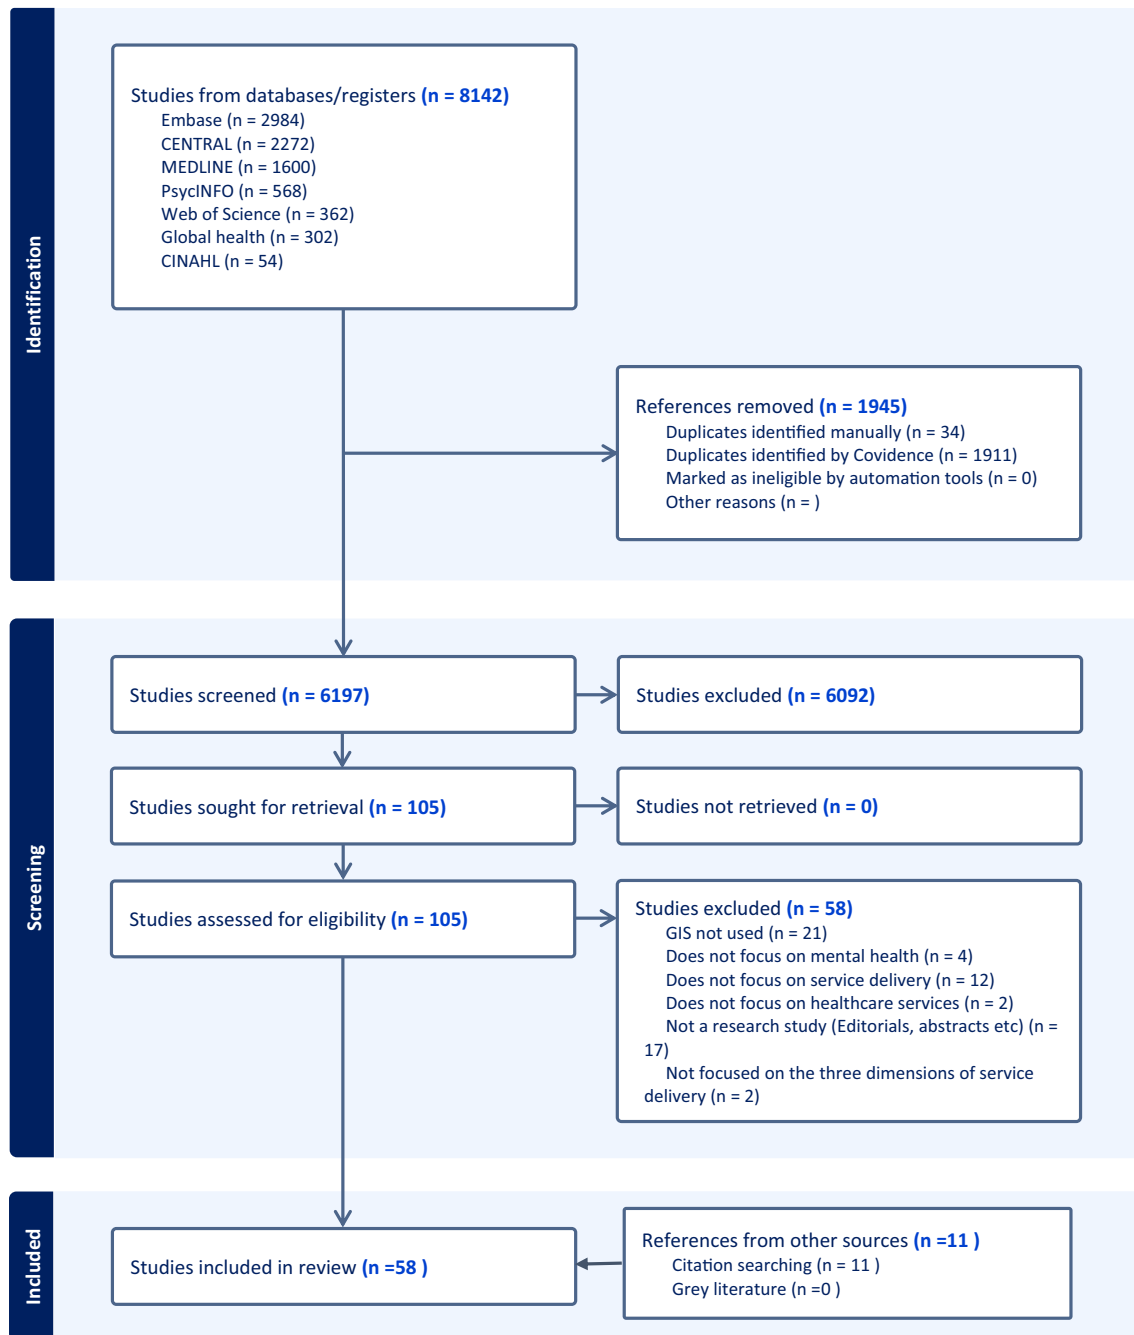 Identification
Studies from databases/registers (n = 8142)
Embase (n = 2984)
CENTRAL (n = 2272)
MEDLINE (n = 1600)
PsycINFO (n = 568)
Web of Science (n = 362)
Global health (n = 302)
CINAHL (n = 54)
References removed (n = 1945)
Duplicates identified manually (n = 34)
Duplicates identified by Covidence (n = 1911)
Marked as ineligible by automation tools (n = 0)
Other reasons (n = )
Screening
Studies screened (n = 6197)
Studies excluded (n = 6092)
Studies sought for retrieval (n = 105)
Studies not retrieved (n = 0)
Studies assessed for eligibility (n = 105)
Studies excluded (n = 58)
GIS not used (n = 21)
Does not focus on mental health (n = 4)
Does not focus on service delivery (n = 12)
Does not focus on healthcare services (n = 2)
Not a research study (Editorials, abstracts etc) (n =
17)
Not focused on the three dimensions of service
delivery (n = 2)
Included
Studies included in review (n =58 )
References from other sources (n =11 )
Citation searching (n = 11 )
Grey literature (n =0 )